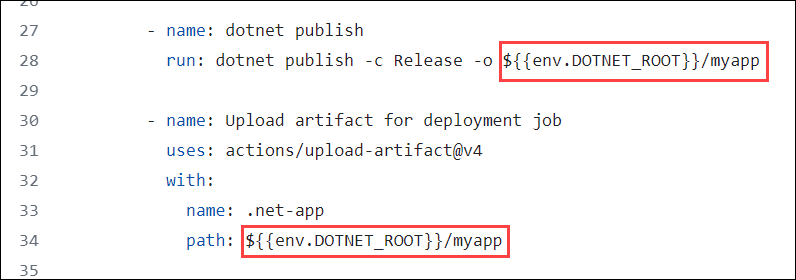 27 - name: dotnet publish
28 run: dotnet publish -c Release -o ${{env.DOTNET_ROOT}}/myapp
29
30 - name: Upload artifact for deployment job
31 uses: actions/upload-artifact@v4
32 with:
33 name: .net-app
34 path: ${{env.DOTNET_ROOT}}/myapp
35